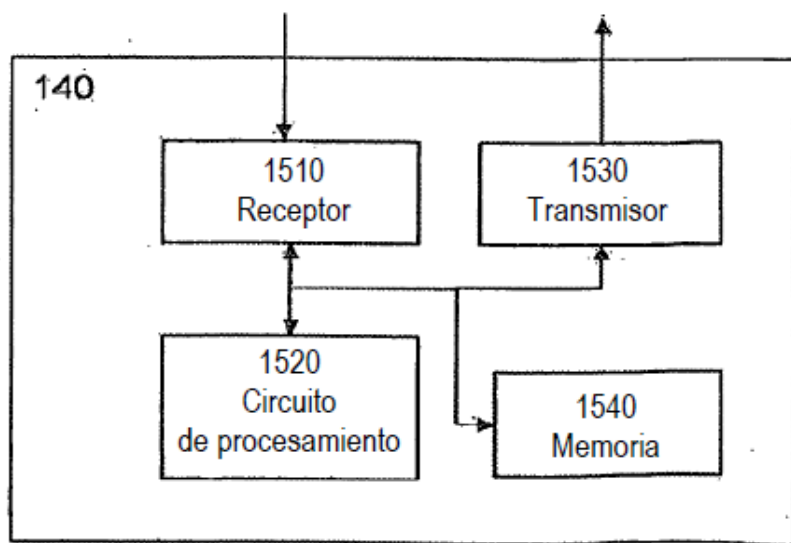 140
1510
Receptor
1530
Transmisor
1520
Circuito
de procesamiento
1540
Memoria